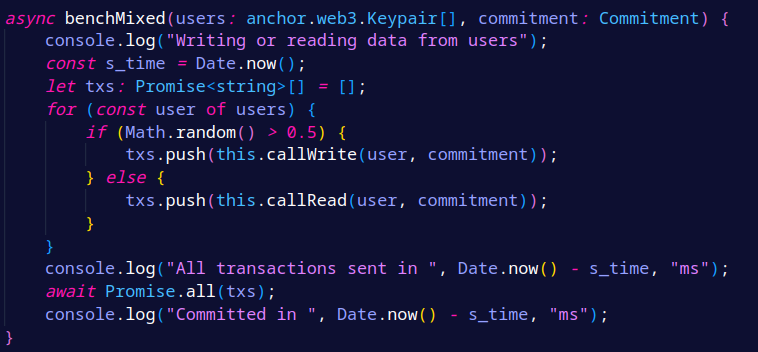 async benchMixed(users: anchor.web3.Keypair[], commitment: Commitment) {
    console.log("Writing or reading data from users");
    const s_time = Date.now();
    let txs: Promise<string>[] = [];
    for (const user of users) {
        if (Math.random() > 0.5) {
            txs.push(this.callWrite(user, commitment));
        } else {
            txs.push(this.callRead(user, commitment));
        }
    }
    console.log("All transactions sent in ", Date.now() - s_time, "ms");
    await Promise.all(txs);
    console.log("Committed in ", Date.now() - s_time, "ms");
}